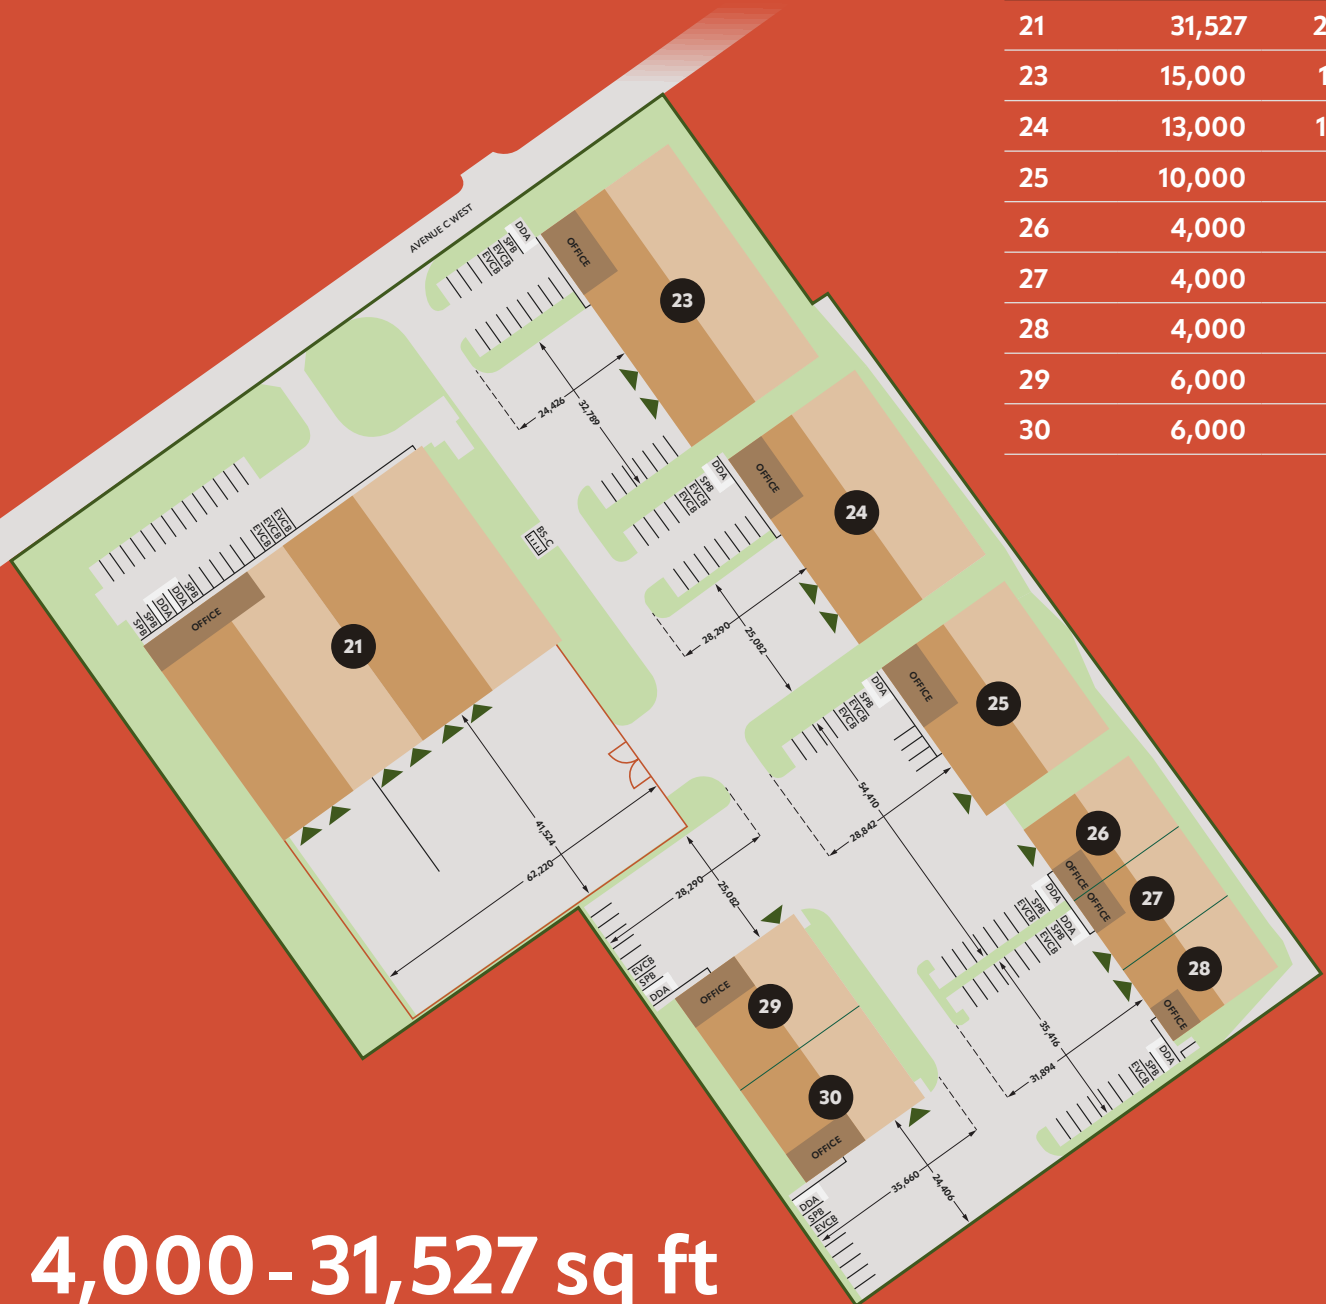 21 31,527 2
23 15,000 1
24 13,000 1
25 10,000
26 4,000
27 4,000
28 4,000
29 6,000
30 6,000
AVENUE C WEST
DDA
SPB
EVCB
EVCB
OFFICE
23
24,426
32,789
DDA
SPB
EVCB
EVCB
OFFICE
24
28,290
25,082
EVCB
EVCB
EVCB
SPB
DDA
DDA
SPB
SPB
OFFICE
21
BS-C
41,524
62,220
DDA
SPB
EVCB
EVCB
OFFICE
25
54,410
28,842
26
OFFICE
OFFICE
27
DDA
SPB
EVCB
DDA
SPB
EVCB
28
OFFICE
DDA
SPB
EVCB
35,416
31,894
28,290
25,082
EVCB
SPB
DDA
OFFICE
29
30
OFFICE
DDA
SPB
EVCB
35,660
24,406
4,000 - 31,527 sq ft